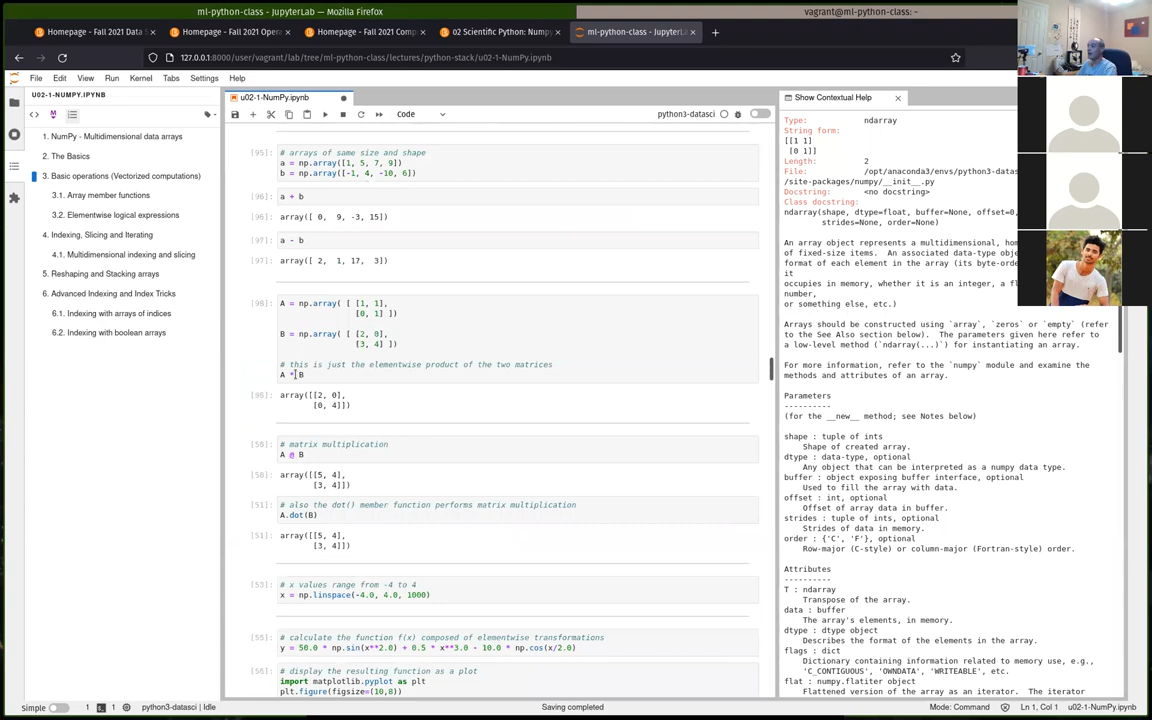 ml-python-class - JupyterLab — Mozilla Firefox
vagrant@ml-python-class: ~
Homepage - Fall 2021 Data S
Homepage - Fall 2021 Opera
Homepage - Fall 2021 Comp
02 Scientific Python: Nump
ml-python-class - JupyterLa
127.0.0.1:8000/user/vagrant/lab/tree/ml-python-class/lectures/python-stack/u02-1-NumPy.ipynb
File Edit View Run Kernel Tabs Settings Help
U02-1-NUMPY.IPYNB
1. NumPy - Multidimensional data arrays
2. The Basics
3. Basic operations (Vectorized computations)
3.1. Array member functions
3.2. Elementwise logical expressions
4. Indexing, Slicing and Iterating
4.1. Multidimensional indexing and slicing
5. Reshaping and Stacking arrays
6. Advanced Indexing and Index Tricks
6.1. Indexing with arrays of indices
6.2. Indexing with boolean arrays
u02-1-NumPy.ipynb
Code
python3-datasci
[95]: # arrays of same size and shape
a = np.array([1, 5, 7, 9])
b = np.array([-1, 4, -10, 6])
[96]: a + b
[96]: array([ 0, 9, -3, 15])
[97]: a - b
[97]: array([ 2, 1, 17, 3])
[98]: A = np.array( [ [1, 1],
[0, 1] ])
B = np.array( [ [2, 0],
[3, 4] ])
# this is just the elementwise product of the two matrices
A * B
[98]: array([[2, 0],
[0, 4]])
[50]: # matrix multiplication
A @ B
[50]: array([[5, 4],
[3, 4]])
[51]: # also the dot() member function performs matrix multiplication
A.dot(B)
[51]: array([[5, 4],
[3, 4]])
[53]: # x values range from -4 to 4
x = np.linspace(-4.0, 4.0, 1000)
[55]: # calculate the function f(x) composed of elementwise transformations
y = 50.0 * np.sin(x**2.0) + 0.5 * x**3.0 - 10.0 * np.cos(x/2.0)
[56]: # display the resulting function as a plot
import matplotlib.pyplot as plt
plt.figure(figsize=(10,8))
Show Contextual Help
Type: ndarray
String form:
[[1 1]
[0 1]]
Length: 2
File: /opt/anaconda3/envs/python3-datas
/site-packages/numpy/__init__.py
Docstring: <no docstring>
Class docstring:
ndarray(shape, dtype=float, buffer=None, offset=0,
strides=None, order=None)
An array object represents a multidimensional, hom
of fixed-size items. An associated data-type obje
format of each element in the array (its byte-orde
it
occupies in memory, whether it is an integer, a fl
number,
or something else, etc.)
Arrays should be constructed using `array`, `zeros` or `empty` (refer
to the See Also section below). The parameters given here refer to
a low-level method (`ndarray(...)`) for instantiating an array.
For more information, refer to the `numpy` module and examine the
methods and attributes of an array.
Parameters
----------
(for the __new__ method; see Notes below)
shape : tuple of ints
Shape of created array.
dtype : data-type, optional
Any object that can be interpreted as a numpy data type.
buffer : object exposing buffer interface, optional
Used to fill the array with data.
offset : int, optional
Offset of array data in buffer.
strides : tuple of ints, optional
Strides of data in memory.
order : {'C', 'F'}, optional
Row-major (C-style) or column-major (Fortran-style) order.
Attributes
----------
T : ndarray
Transpose of the array.
data : buffer
The array's elements, in memory.
dtype : dtype object
Describes the format of the elements in the array.
flags : dict
Dictionary containing information related to memory use, e.g.,
'C_CONTIGUOUS', 'OWNDATA', 'WRITEABLE', etc.
flat : numpy.flatiter object
Flattened version of the array as an iterator. The iterator
Simple
1
1
python3-datasci | Idle
Saving completed
Mode: Command
Ln 1, Col 1
u02-1-NumPy.ipynb